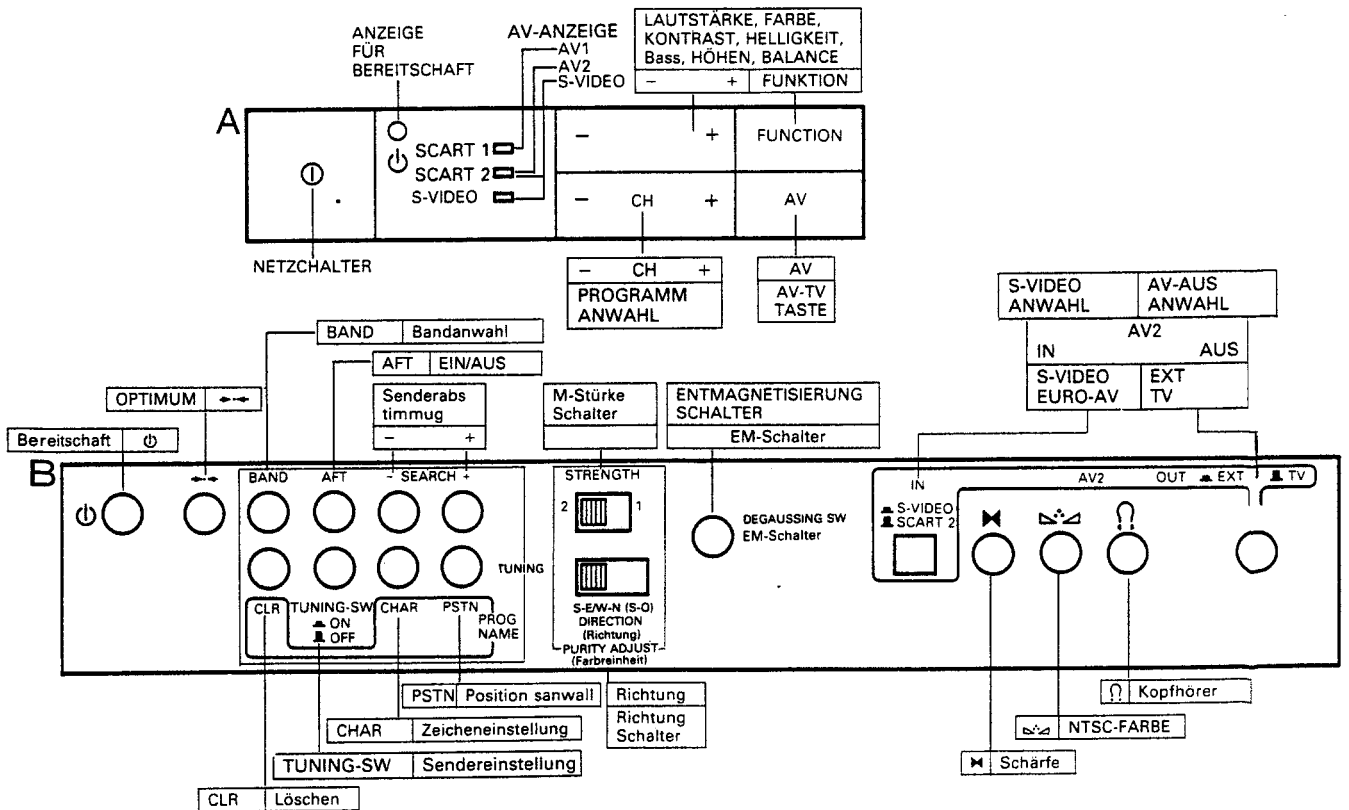 ANZEIGE
FÜR
BEREITSCHAFT
AV-ANZEIGE
AV1
AV2
S-VIDEO
LAUTSTÄRKE, FARBE,
KONTRAST, HELLIGKEIT,
Bass, HÖHEN, BALANCE
− + FUNKTION
A
SCART 1
SCART 2
S-VIDEO
− + FUNCTION
− CH + AV
NETZCHALTER
− CH +
PROGRAMM
ANWAHL
AV
AV-TV
TASTE
S-VIDEO
ANWAHL
AV-AUS
ANWAHL
AV2
IN AUS
S-VIDEO
EURO-AV
EXT
TV
BAND Bandanwahl
AFT EIN/AUS
OPTIMUM
Senderabs
timmug
− +
M-Stürke
Schalter
ENTMAGNETISIERUNG
SCHALTER
EM-Schalter
Bereitschaft
B
BAND AFT − SEARCH +
TUNING
CLR TUNING-SW CHAR PSTN
ON
OFF
PROG
NAME
STRENGTH
2 1
S-E/W-N (S-O)
DIRECTION
(Richtung)
PURITY ADJUST
(Farbreinheit)
DEGAUSSING SW
EM-Schalter
IN
S-VIDEO
SCART 2
AV2 OUT EXT TV
PSTN Position sanwall
CHAR Zeicheneinstellung
TUNING-SW Sendereinstellung
CLR Löschen
Richtung
Richtung
Schalter
Kopfhörer
NTSC-FARBE
Schärfe